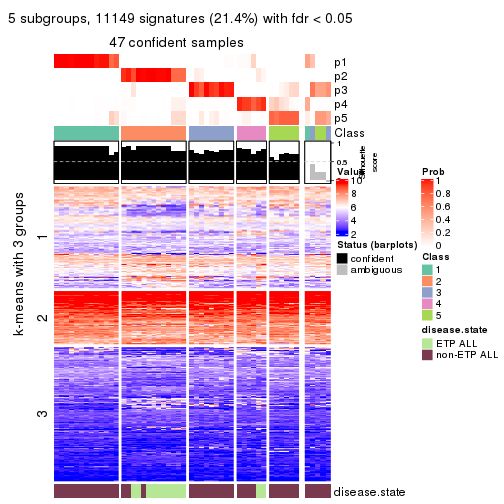 5 subgroups, 11149 signatures (21.4%) with fdr < 0.05
47 confident samples
p1
p2
p3
p4
p5
Class
1
0.5
0
Silhouette
score
k-means with 3 groups
1
2
3
Value
10
8
6
4
2
Status (barplots)
confident
ambiguous
Prob
1
0.8
0.6
0.4
0.2
0
Class
1
2
3
4
5
disease.state
ETP ALL
non-ETP ALL
disease.state